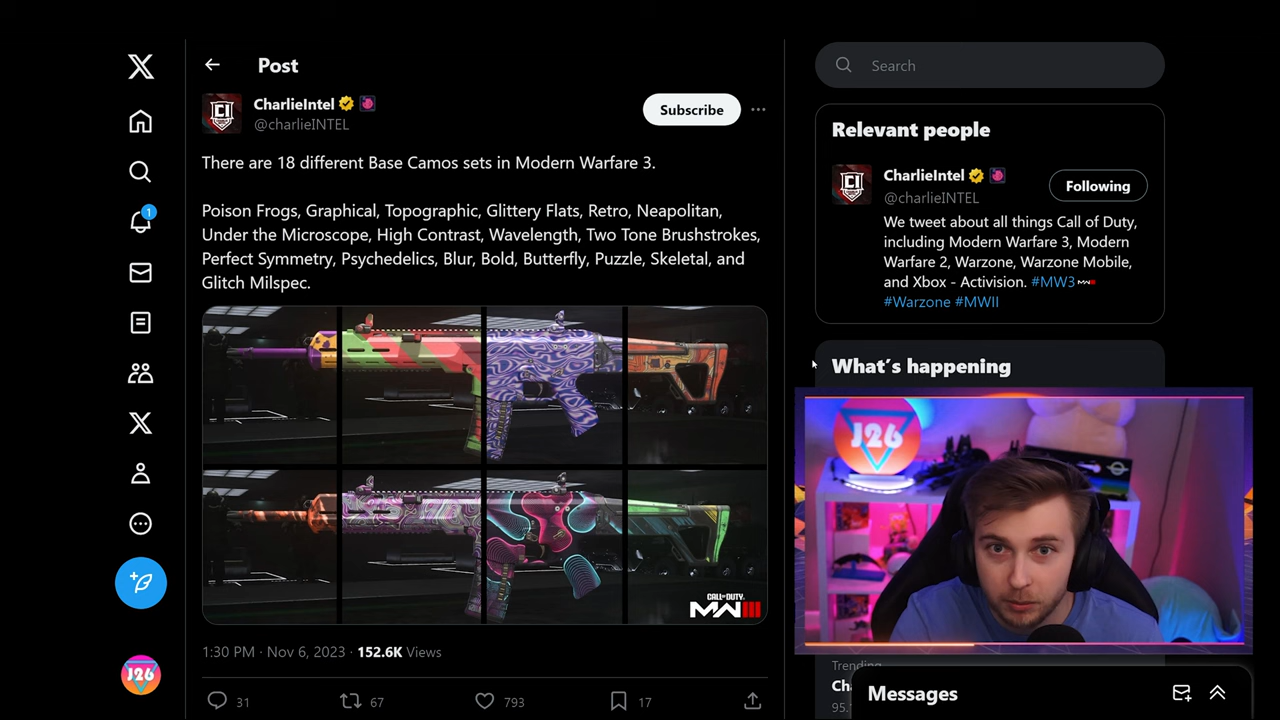 Post
CharlieIntel
@charlieINTEL
Subscribe
There are 18 different Base Camos sets in Modern Warfare 3.
Poison Frogs, Graphical, Topographic, Glittery Flats, Retro, Neapolitan,
Under the Microscope, High Contrast, Wavelength, Two Tone Brushstrokes,
Perfect Symmetry, Psychedelics, Blur, Bold, Butterfly, Puzzle, Skeletal, and
Glitch Milspec.
CALL OF DUTY
MWIII
1:30 PM · Nov 6, 2023 · 152.6K Views
31
67
793
17
Search
Relevant people
CharlieIntel
@charlieINTEL
Following
We tweet about all things Call of Duty,
including Modern Warfare 3, Modern
Warfare 2, Warzone, Warzone Mobile,
and Xbox - Activision. #MW3
#Warzone #MWII
What's happening
J26
Trending
Messages
1
J26